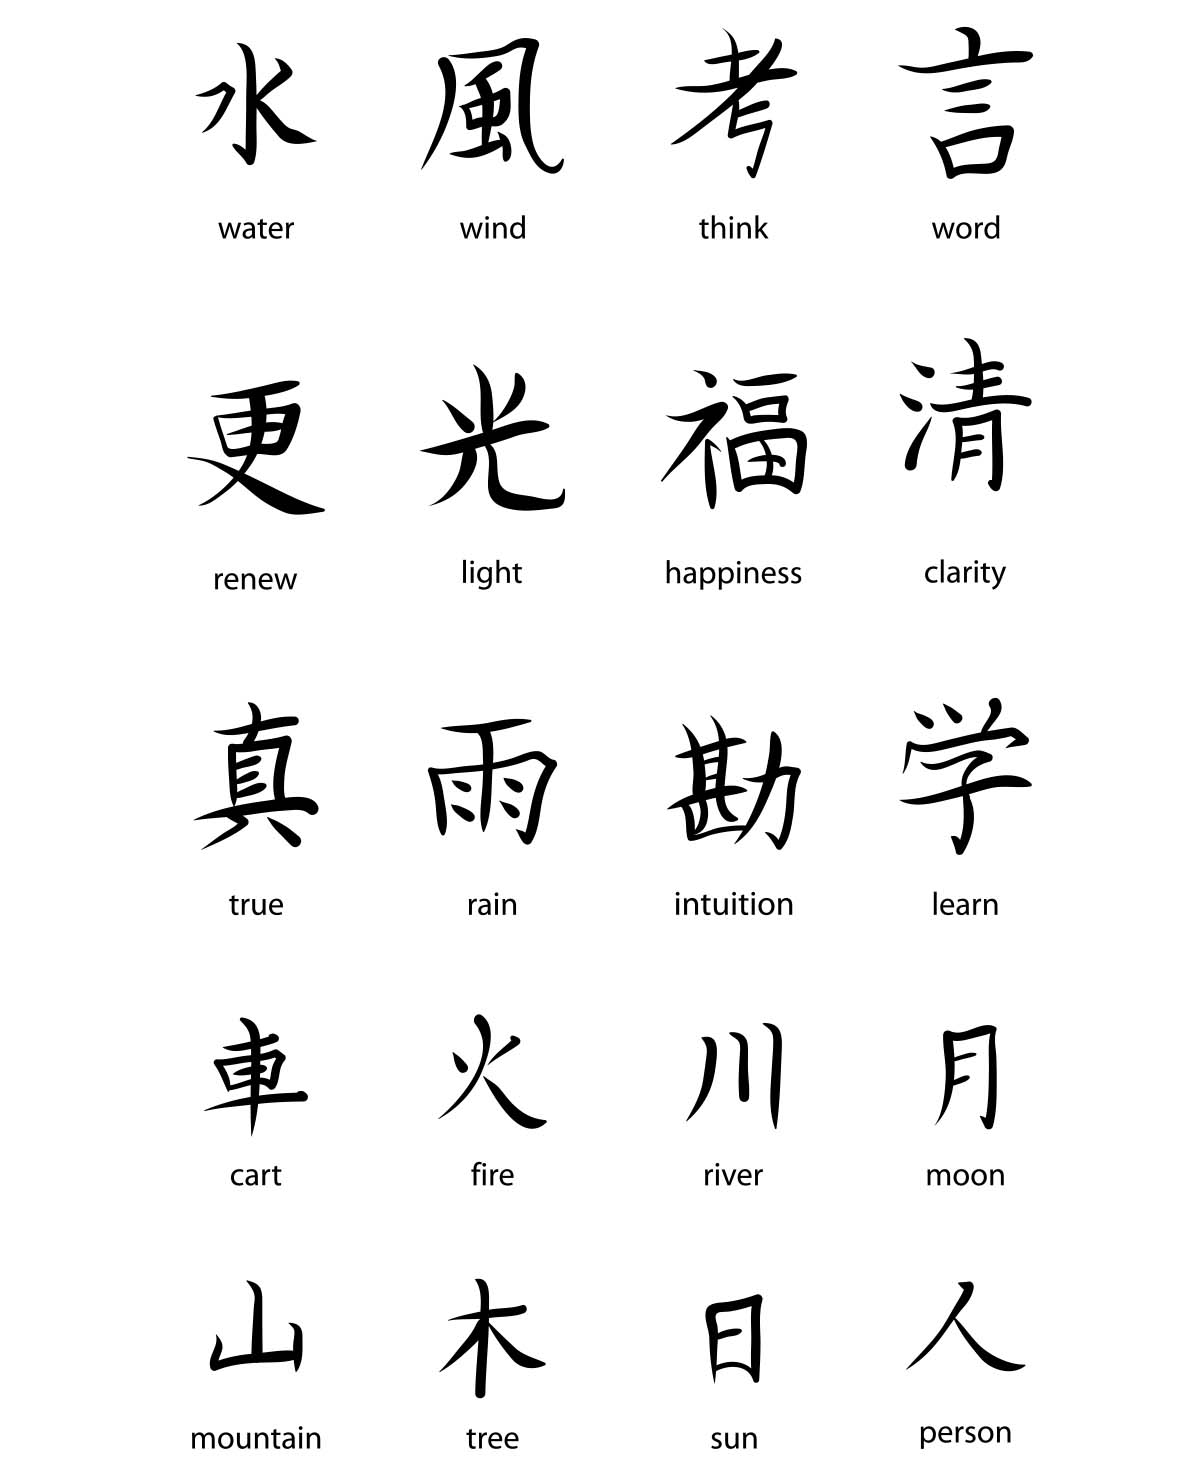 水 風 考 言
water wind think word
更 光 福 清
renew light happiness clarity
真 雨 勘 学
true rain intuition learn
車 火 川 月
cart fire river moon
山 木 日 人
mountain tree sun person